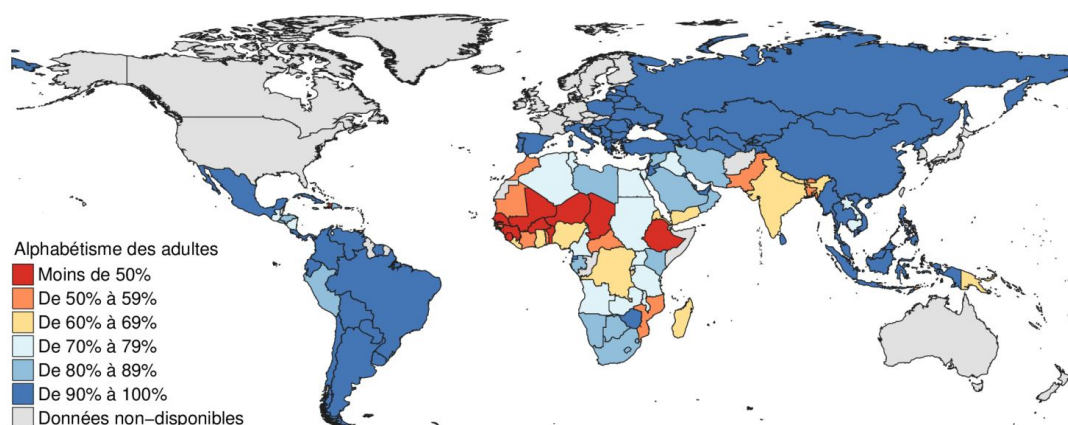 Alphabétisme des adultes
Moins de 50%
De 50% à 59%
De 60% à 69%
De 70% à 79%
De 80% à 89%
De 90% à 100%
Données non−disponibles